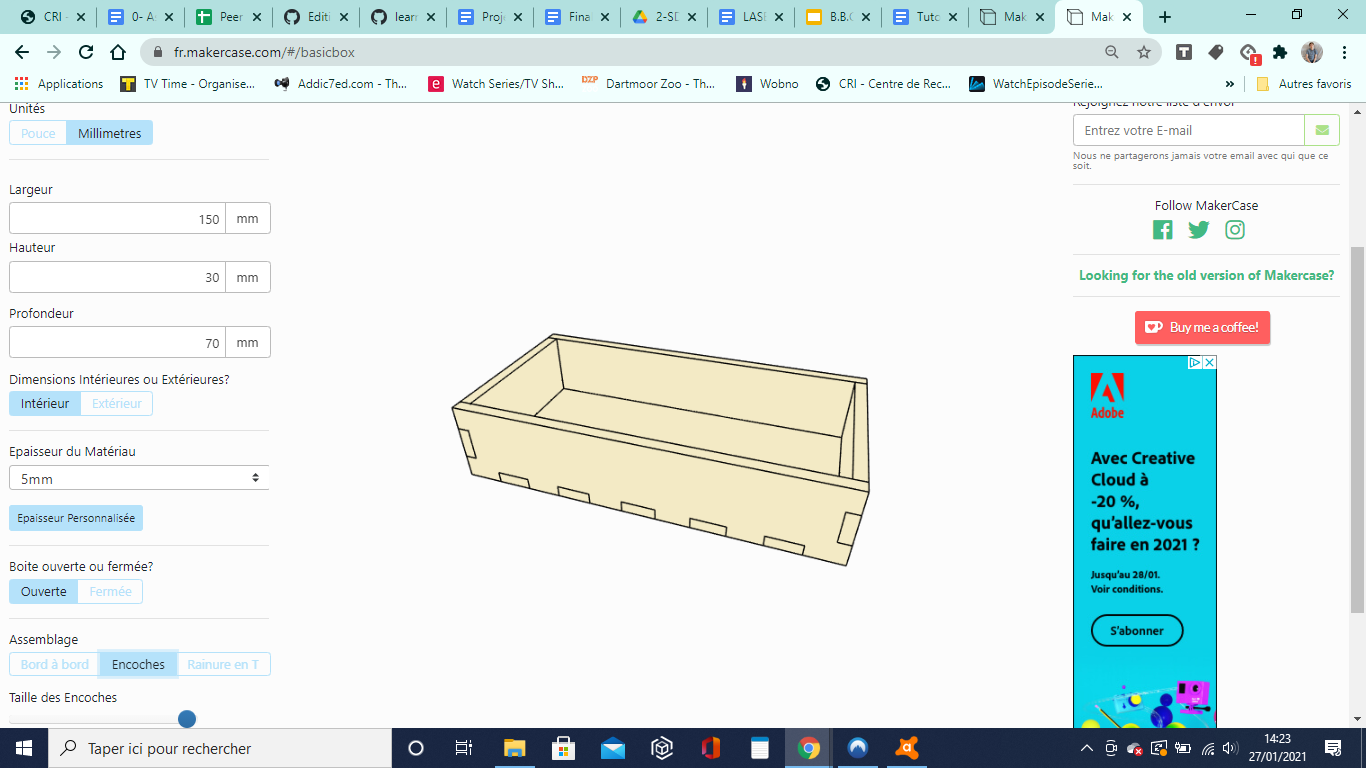 CRI -
0- A
Peer
Editi
learn
Proj
Fina
2-SD
LASE
B.B.C
Tuto
Mak
Mak
fr.makercase.com/#/basicbox
Applications
TV Time - Organise...
Addic7ed.com - Th...
Watch Series/TV Sh...
DZP
Dartmoor Zoo - Th...
Wobno
CRI - Centre de Rec...
WatchEpisodeSerie...
»
Autres favoris
Unités
Pouce
Millimetres
Largeur
150 mm
Hauteur
30 mm
Profondeur
70 mm
Dimensions Intérieures ou Extérieures?
Intérieur
Extérieur
Epaisseur du Matériau
5mm
Epaisseur Personnalisée
Boite ouverte ou fermée?
Ouverte
Fermée
Assemblage
Bord à bord
Encoches
Rainure en T
Taille des Encoches
Rejoignez notre liste d'envoi
Entrez votre E-mail
Nous ne partagerons jamais votre email avec qui que ce
soit.
Follow MakerCase
Looking for the old version of Makercase?
Buy me a coffee!
Adobe
Avec Creative
Cloud à
-20 %,
qu'allez-vous
faire en 2021 ?
Jusqu'au 28/01.
Voir conditions.
S'abonner
Taper ici pour rechercher
14:23
27/01/2021